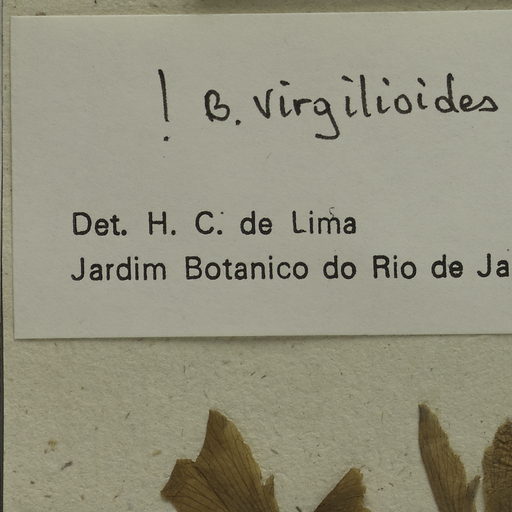 ! B. virgilioides
Det. H. C. de Lima
Jardim Botanico do Rio de Ja